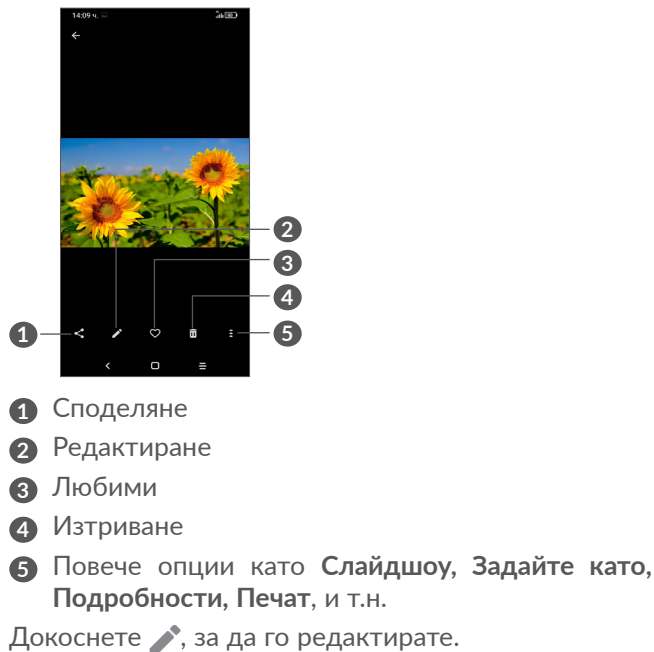 14:09 ч.
2
3
4
1
5
1 Споделяне
2 Редактиране
3 Любими
4 Изтриване
5 Повече опции като Слайдшоу, Задайте като,
Подробности, Печат, и т.н.
Докоснете , за да го редактирате.